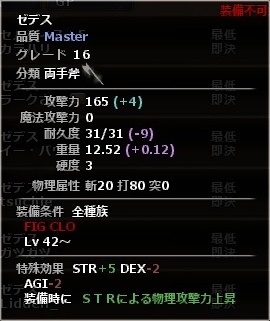 装備不可
ゼデス
品質 Master
グレード 16
分類 両手斧
攻撃力 165 (+4)
魔法攻撃力 0
耐久度 31/31 (-9)
重量 12.52 (+0.12)
硬度 3
物理属性 斬20 打80 突0
装備条件 全種族
FIG CLO
Lv 42～
特殊効果 STR+5 DEX-2
AGI-2
装備時に ＳＴＲによる物理攻撃力上昇